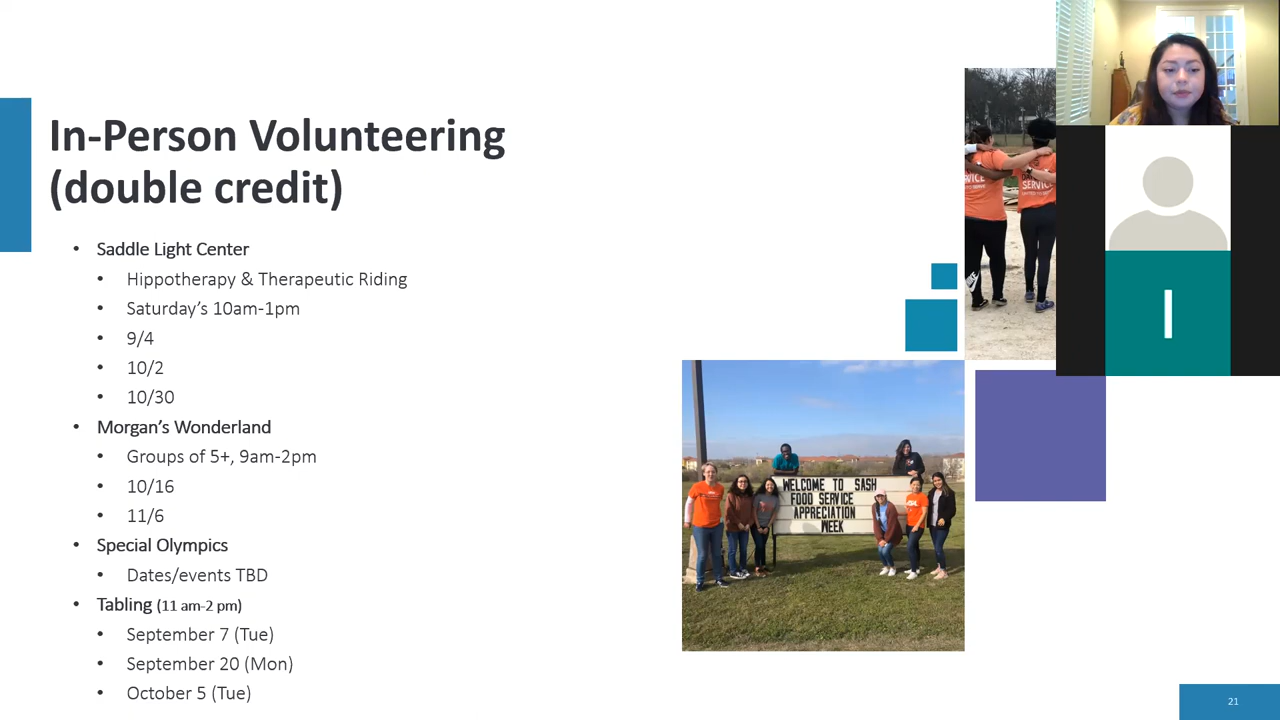 In-Person Volunteering
(double credit)
• Saddle Light Center
• Hippotherapy & Therapeutic Riding
• Saturday’s 10am-1pm
• 9/4
• 10/2
• 10/30
• Morgan’s Wonderland
• Groups of 5+, 9am-2pm
• 10/16
• 11/6
• Special Olympics
• Dates/events TBD
• Tabling (11 am-2 pm)
• September 7 (Tue)
• September 20 (Mon)
• October 5 (Tue)
SERVICE
I
WELCOME TO SASH
FOOD SERVICE
APPRECIATION
WEEK
21